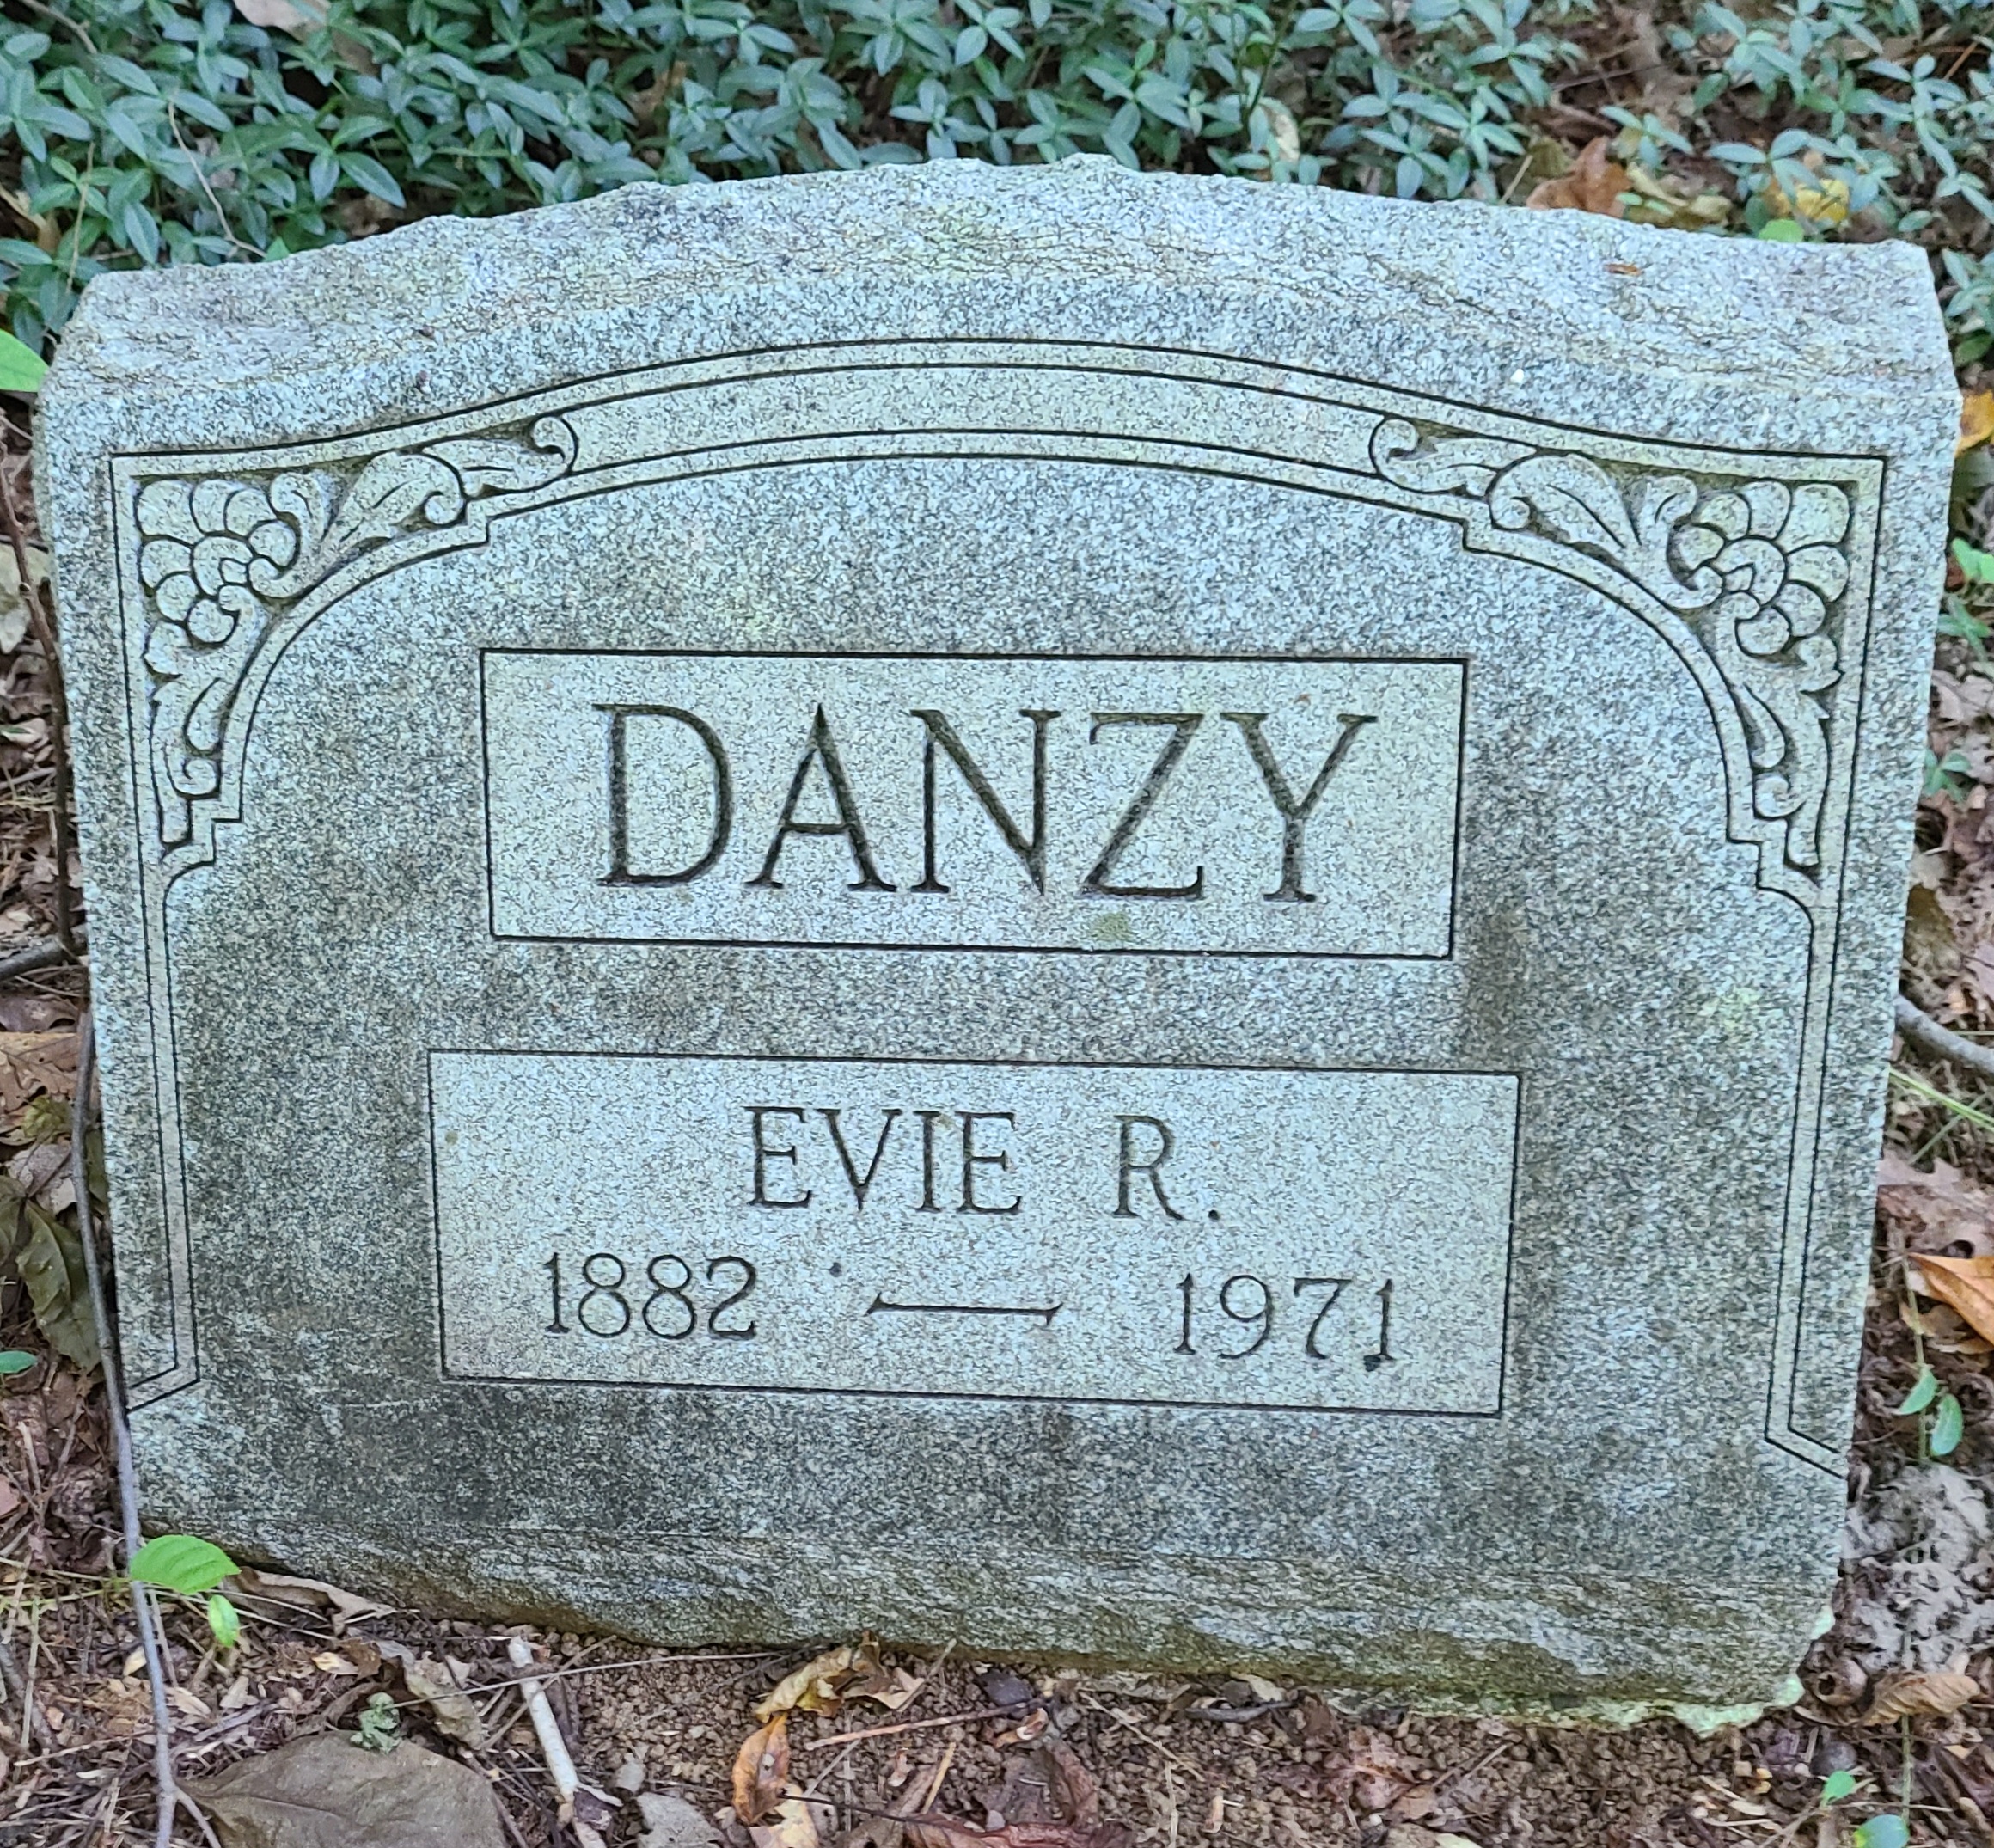 DANZY
EVIE R.
1882 — 1971